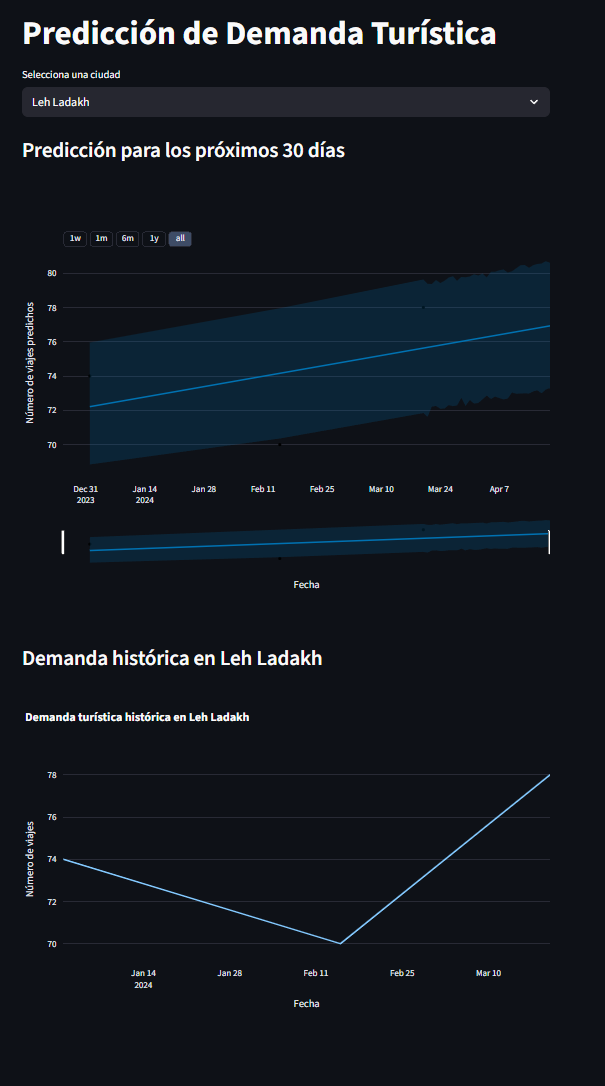 Predicción de Demanda Turística
Selecciona una ciudad
Leh Ladakh
Predicción para los próximos 30 días
1w 1m 6m 1y all
Número de viajes predichos
80
78
76
74
72
70
Dec 31 Jan 14 Jan 28 Feb 11 Feb 25 Mar 10 Mar 24 Apr 7
2023 2024
Fecha
Demanda histórica en Leh Ladakh
Demanda turística histórica en Leh Ladakh
Número de viajes
78
76
74
72
70
Jan 14 Jan 28 Feb 11 Feb 25 Mar 10
2024
Fecha